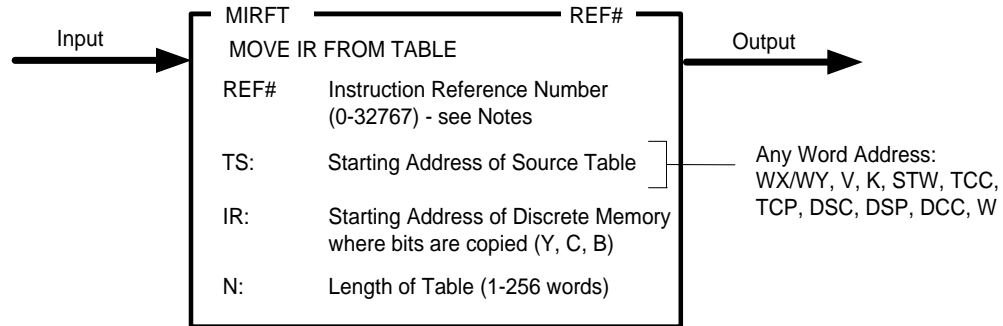 MIRFT REF#
Input
MOVE IR FROM TABLE
Output
REF# Instruction Reference Number
(0-32767) - see Notes
TS: Starting Address of Source Table
Any Word Address:
WX/WY, V, K, STW, TCC,
TCP, DSC, DSP, DCC, W
IR: Starting Address of Discrete Memory
where bits are copied (Y, C, B)
N: Length of Table (1-256 words)